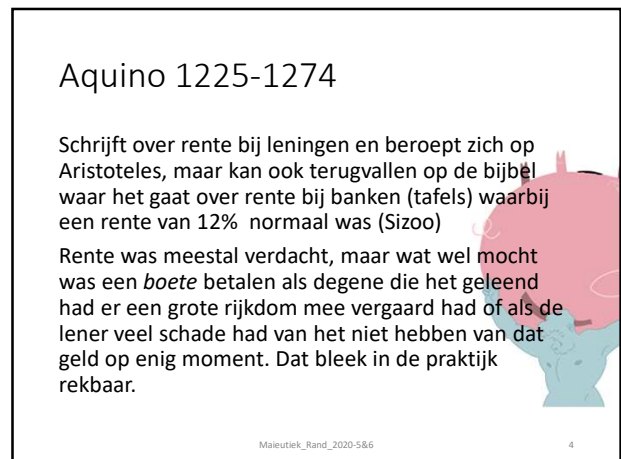 Aquino 1225-1274
Schrijft over rente bij leningen en beroept zich op
Aristoteles, maar kan ook terugvallen op de bijbel
waar het gaat over rente bij banken (tafels) waarbij
een rente van 12% normaal was (Sizoo)
Rente was meestal verdacht, maar wat wel mocht
was een boete betalen als degene die het geleend
had er een grote rijkdom mee vergaard had of als de
lener veel schade had van het niet hebben van dat
geld op enig moment. Dat bleek in de praktijk
rekbaar.
Maieutiek_Rand_2020-5&6
4